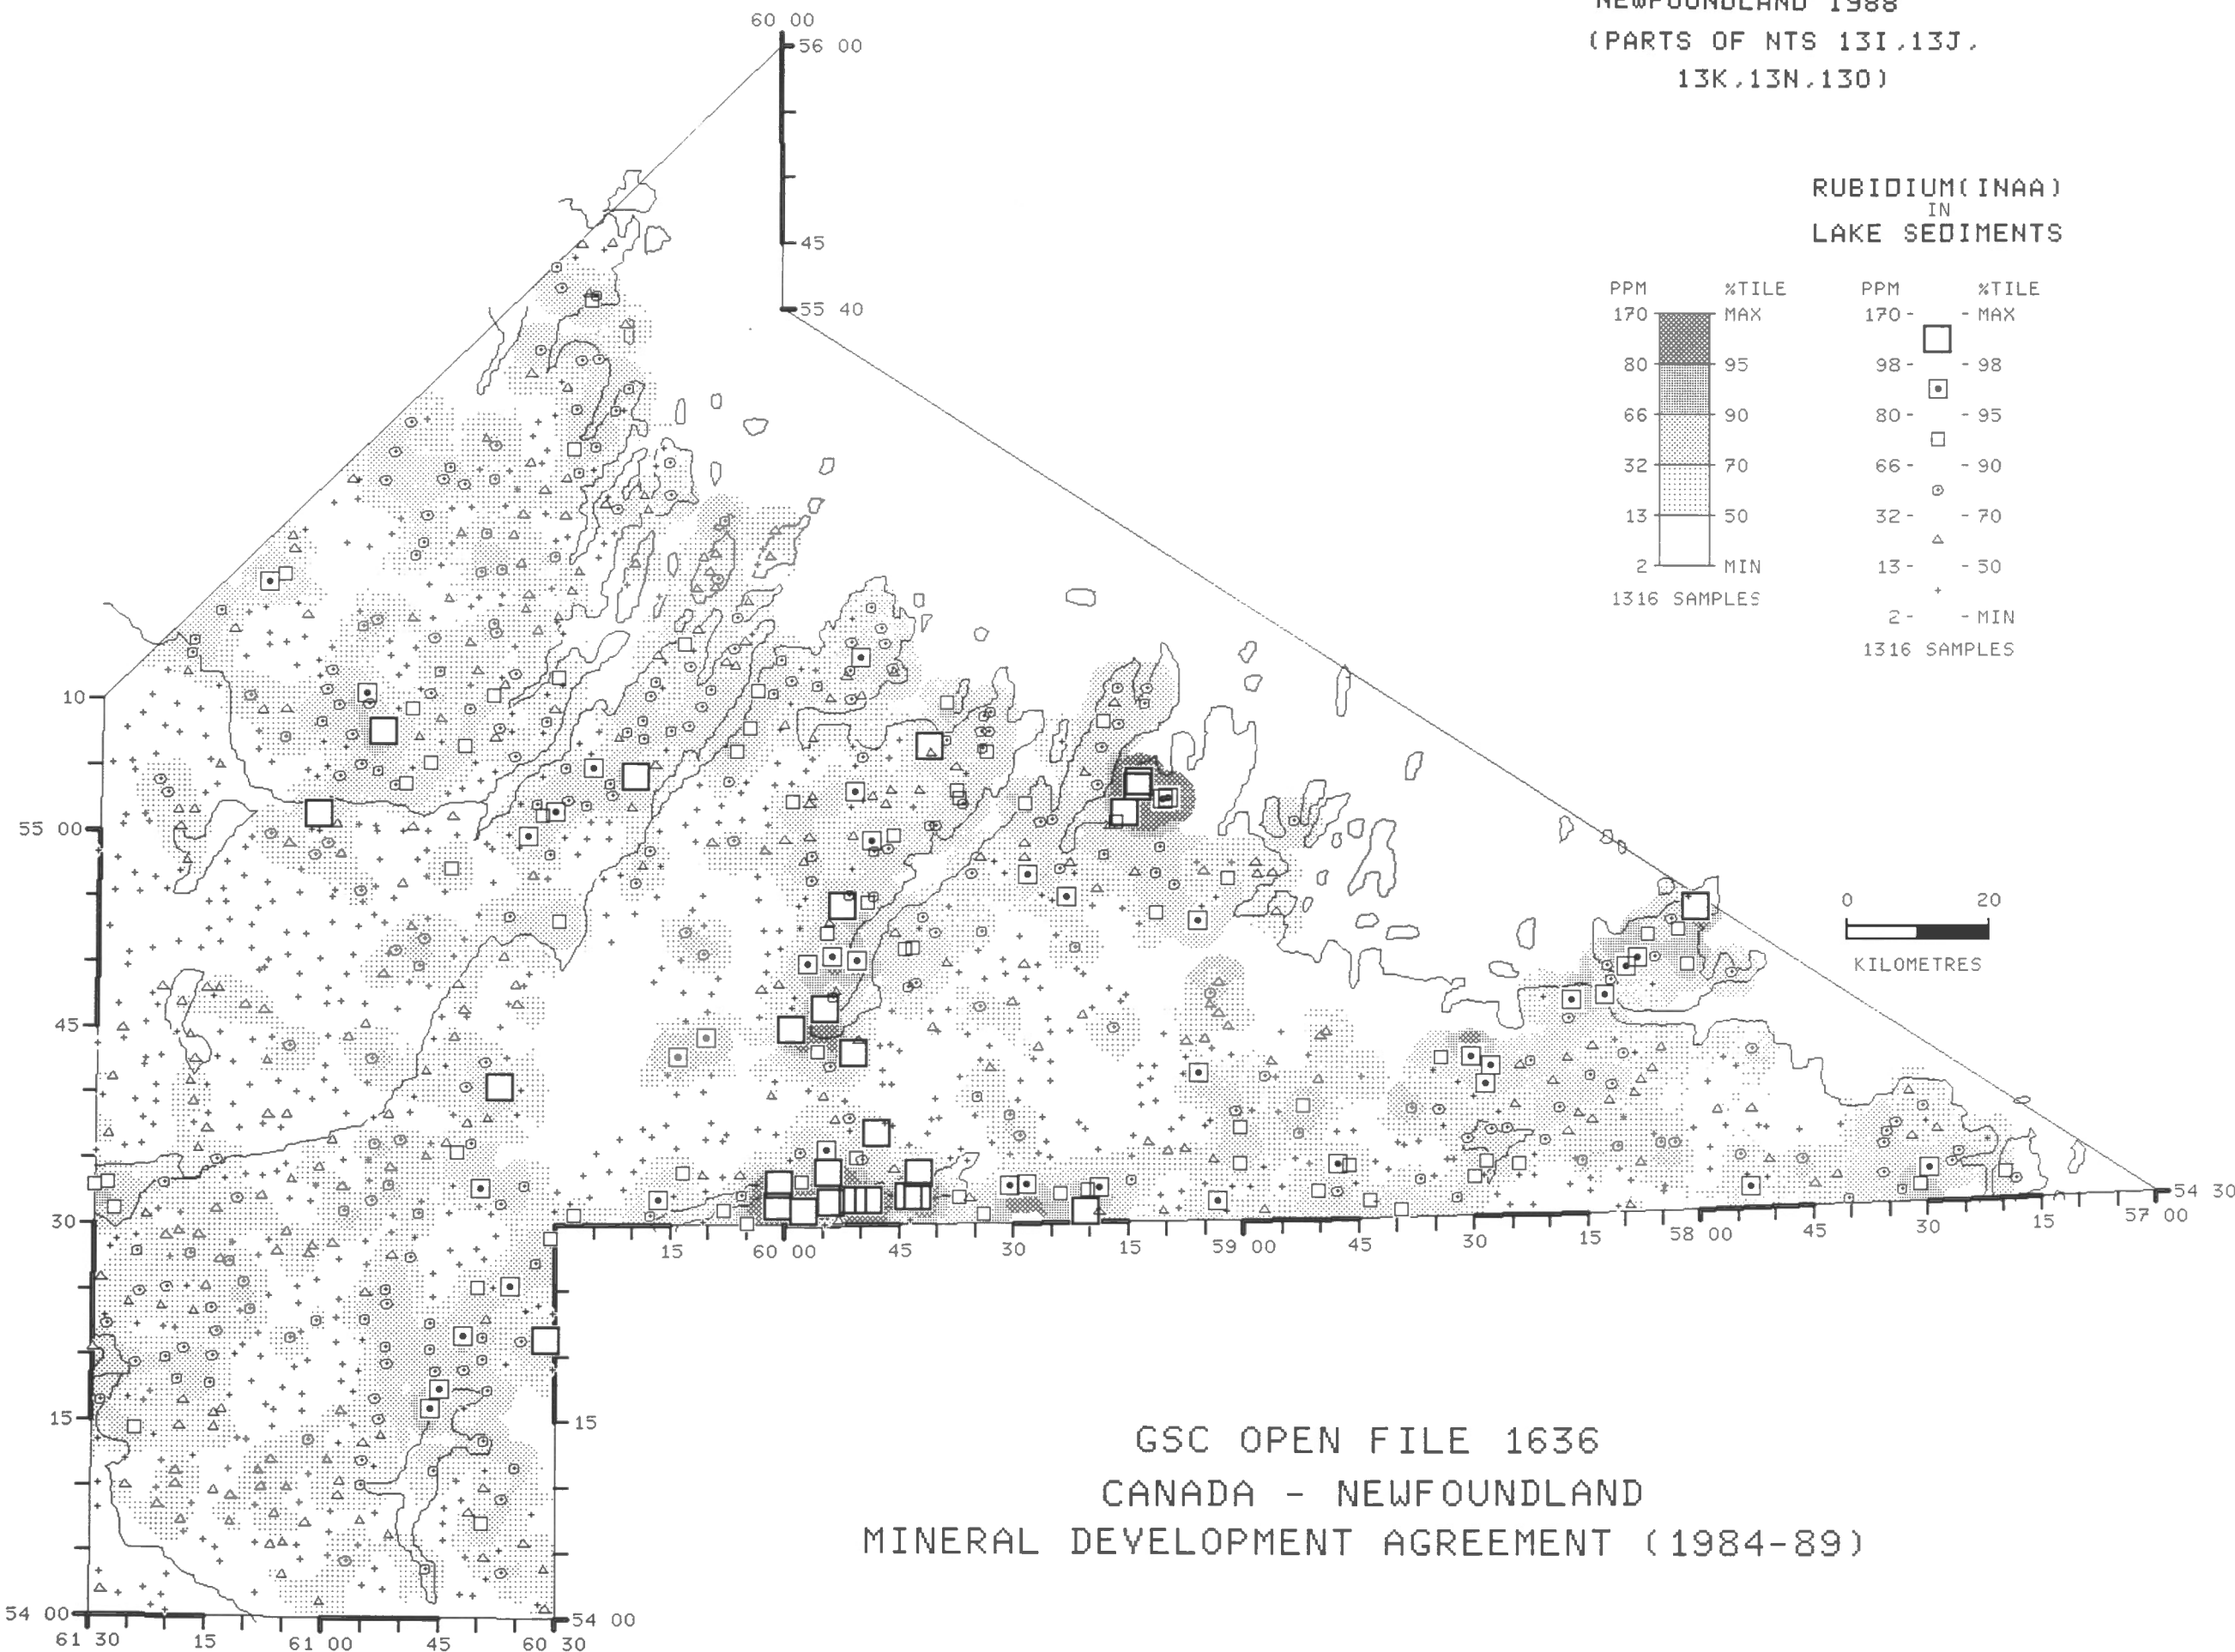 NEWFOUNDLAND 1988
(PARTS OF NTS 13I,13J,
13K,13N,13O)
RUBIDIUM(INAA)
IN
LAKE SEDIMENTS
PPM %TILE
170 MAX
80 95
66 90
32 70
13 50
2 MIN
1316 SAMPLES
PPM %TILE
170 - - MAX
98 - - 98
80 - - 95
66 - - 90
32 - - 70
13 - - 50
2 - - MIN
1316 SAMPLES
60 00
56 00
45
55 40
10
55 00
45
30
15
54 00
61 30 15 61 00 45 60 30
54 00
15
15 60 00 45 30 15 59 00 45 30 15 58 00 45 30 15 57 00
54 30
0 20
KILOMETRES
GSC OPEN FILE 1636
CANADA - NEWFOUNDLAND
MINERAL DEVELOPMENT AGREEMENT (1984-89)